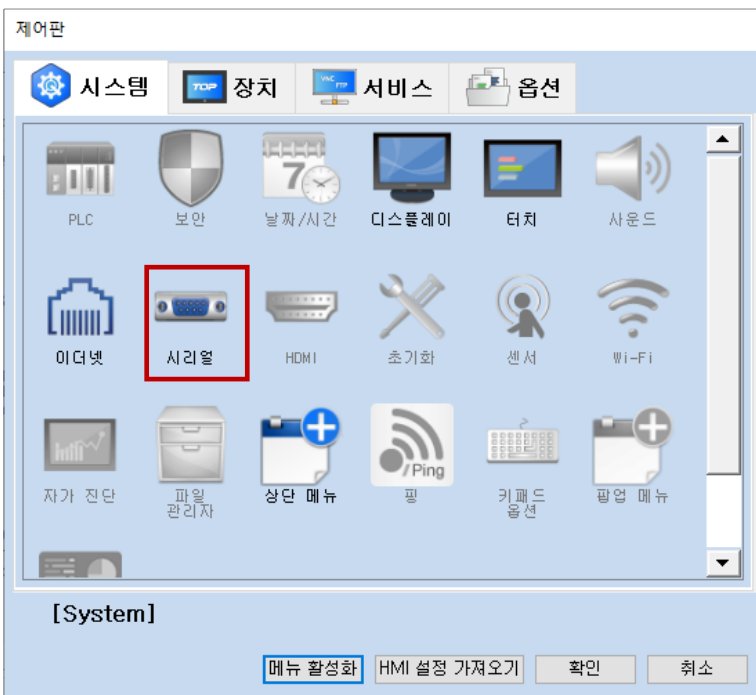 제어판
시스템 TOP 장치 VNC FTP 서비스 옵션
7
PLC 보안 날짜/시간 디스플레이 터치 사운드
이더넷 시리얼 HDMI 초기화 센서 Wi-Fi
/Ping
자가 진단 파일 관리자 상단 메뉴 핑 키패드 옵션 팝업 메뉴
[System]
메뉴 활성화 HMI 설정 가져오기 확인 취소